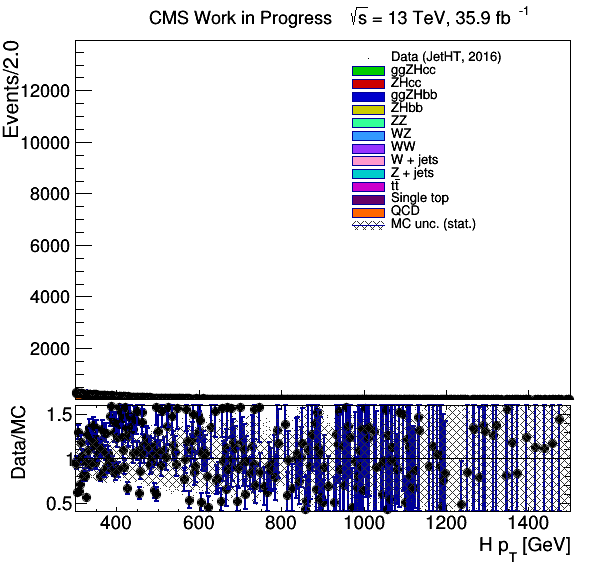 CMS Work in Progress √s = 13 TeV, 35.9 fb⁻¹
Events/2.0
12000
10000
8000
6000
4000
2000
Data (JetHT, 2016)
ggZHcc
ZHcc
ggZHbb
ZHbb
ZZ
WZ
WW
W + jets
Z + jets
tt̄
Single top
QCD
MC unc. (stat.)
Data/MC
1.5
1
0.5
400 600 800 1000 1200 1400
H p_T [GeV]